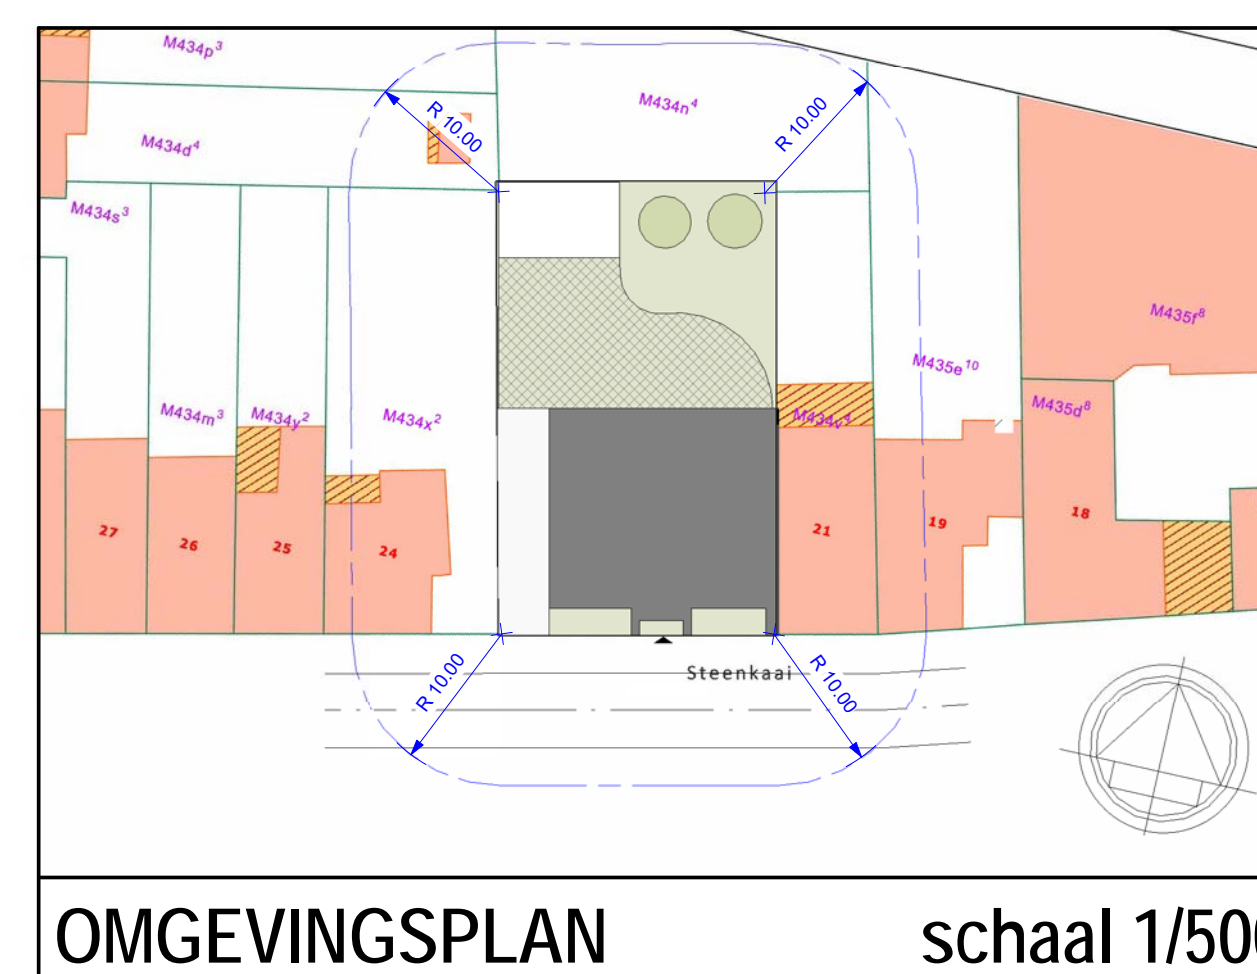 M434p³
M434n⁴
R 10.00
R 10.00
M434d⁴
M434s³
M435f⁸
M435e¹⁰
M434m³
M434y²
M434x²
M434v⁴
M435d⁸
27
26
25
24
21
19
18
R 10.00
R 10.00
Steenkaai
OMGEVINGSPLAN
schaal 1/500